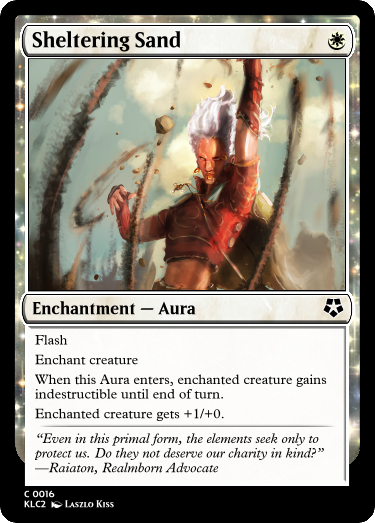 Sheltering Sand
Enchantment — Aura
Flash
Enchant creature
When this Aura enters, enchanted creature gains
indestructible until end of turn.
Enchanted creature gets +1/+0.
“Even in this primal form, the elements seek only to
protect us. Do they not deserve our charity in kind?”
—Raiaton, Realmborn Advocate
C 0016
KLC2 Laszlo Kiss